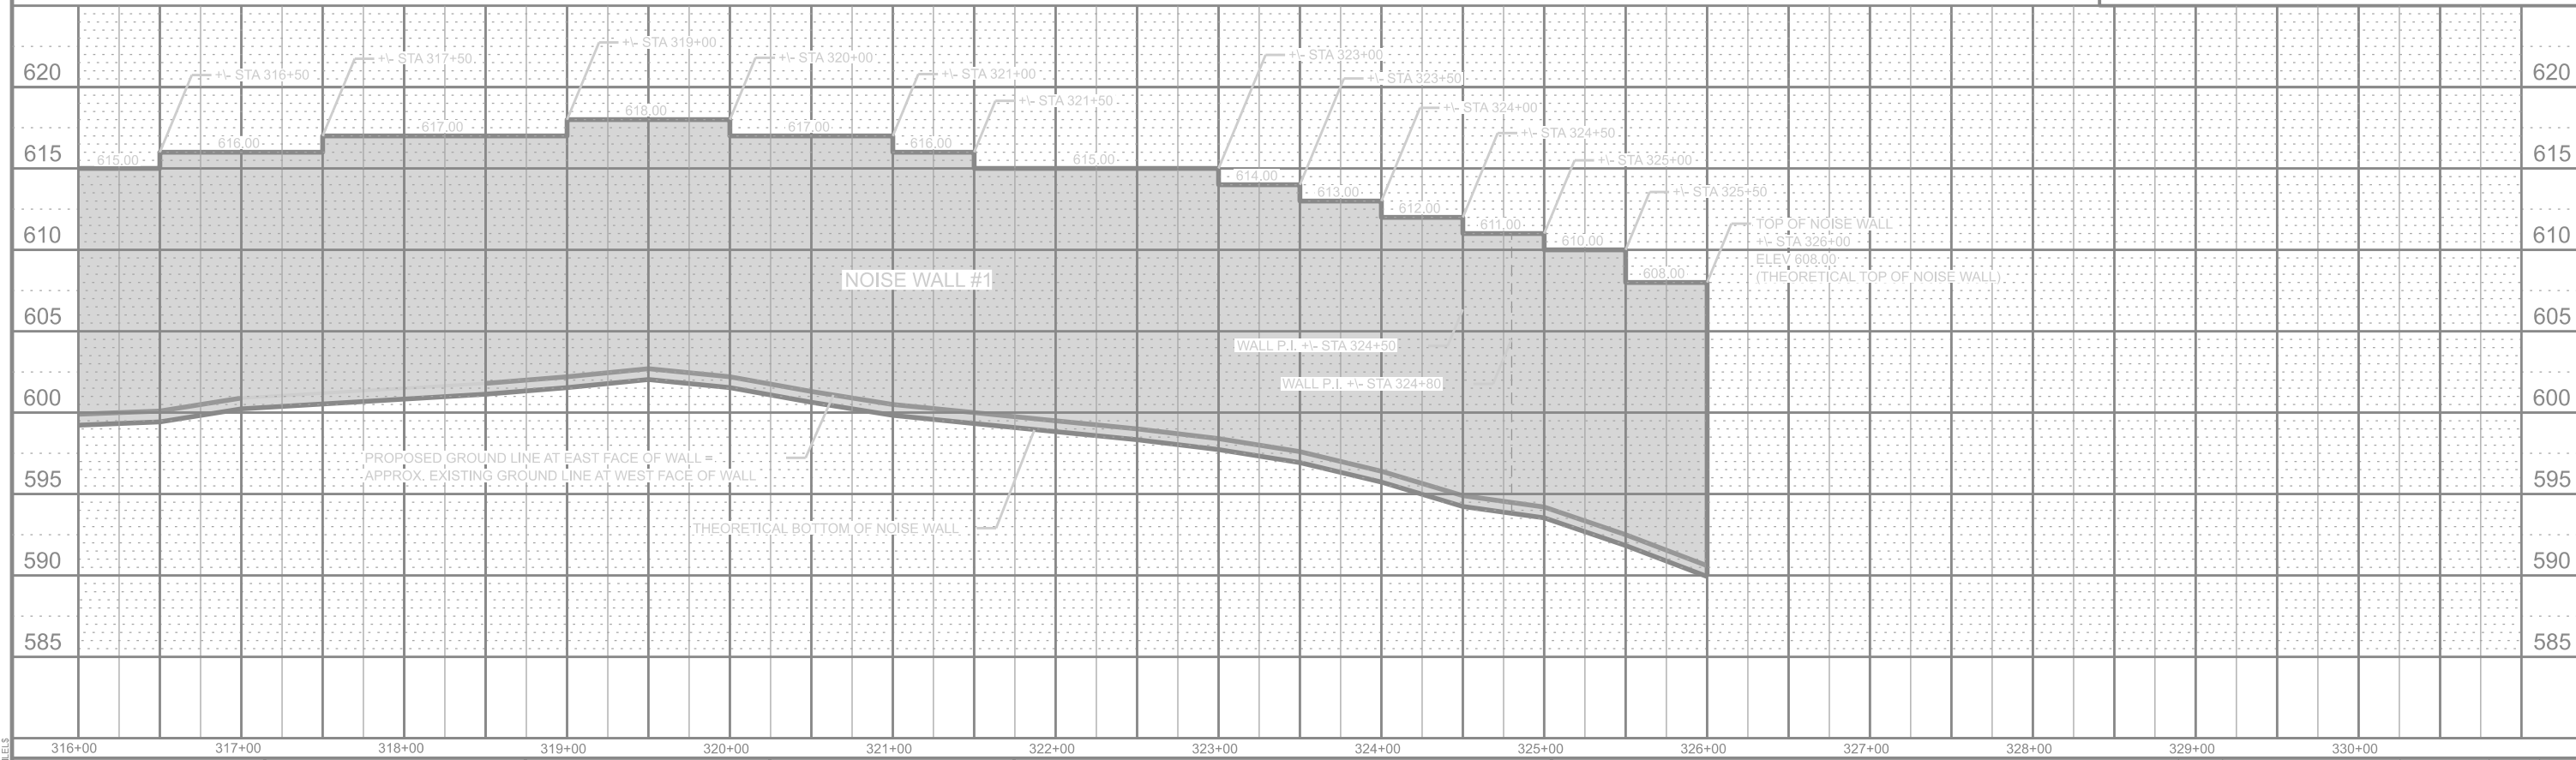 +\- STA 319+00
+\- STA 323+00
+\- STA 317+50
+\- STA 320+00
620
+\- STA 316+50
+\- STA 321+00
+\- STA 323+50
620
+\- STA 321+50
+\- STA 324+00
618.00
617.00
617.00
+\- STA 324+50
616.00
616.00
615
615.00
615.00
+\- STA 325+00
615
614.00
613.00
+\- STA 325+50
612.00
611.00
TOP OF NOISE WALL
610
610.00
+\- STA 326+00
610
ELEV 608.00
608.00
(THEORETICAL TOP OF NOISE WALL)
NOISE WALL #1
605
605
WALL P.I. +\- STA 324+50
WALL P.I. +\- STA 324+80
600
600
PROPOSED GROUND LINE AT EAST FACE OF WALL =
APPROX. EXISTING GROUND LINE AT WEST FACE OF WALL
595
595
THEORETICAL BOTTOM OF NOISE WALL
590
590
585
585
316+00 317+00 318+00 319+00 320+00 321+00 322+00 323+00 324+00 325+00 326+00 327+00 328+00 329+00 330+00